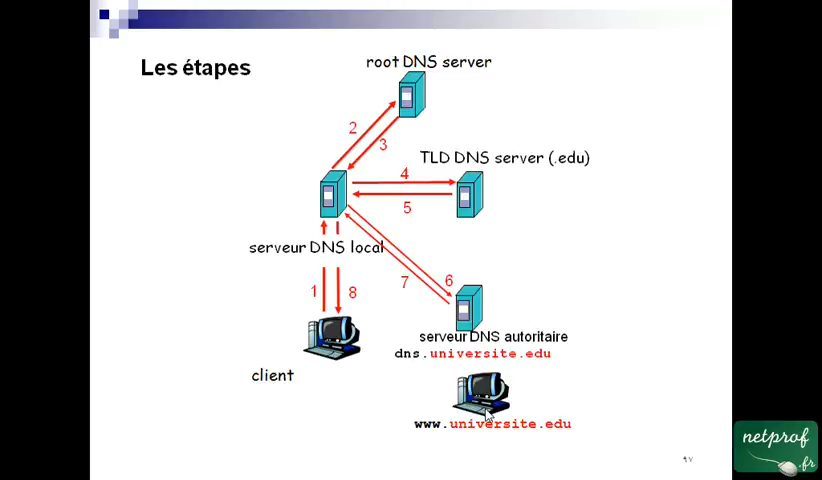 Les étapes
root DNS server
2
3
TLD DNS server (.edu)
4
5
serveur DNS local
7
6
1
8
serveur DNS autoritaire
dns.universite.edu
client
www.universite.edu
netprof
.fr
٩٧